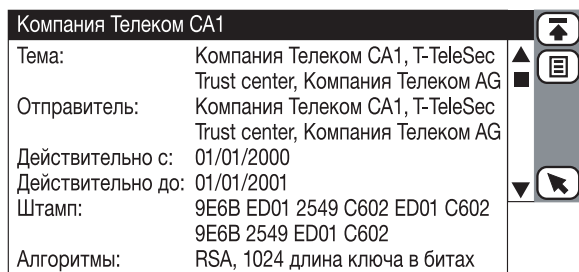 Компания Телеком CA1
Тема: Компания Телеком CA1, T-TeleSec
Trust center, Компания Телеком AG
Отправитель: Компания Телеком CA1, T-TeleSec
Trust center, Компания Телеком AG
Действительно с: 01/01/2000
Действительно до: 01/01/2001
Штамп: 9E6B ED01 2549 C602 ED01 C602
9E6B 2549 ED01 C602
Алгоритмы: RSA, 1024 длина ключа в битах